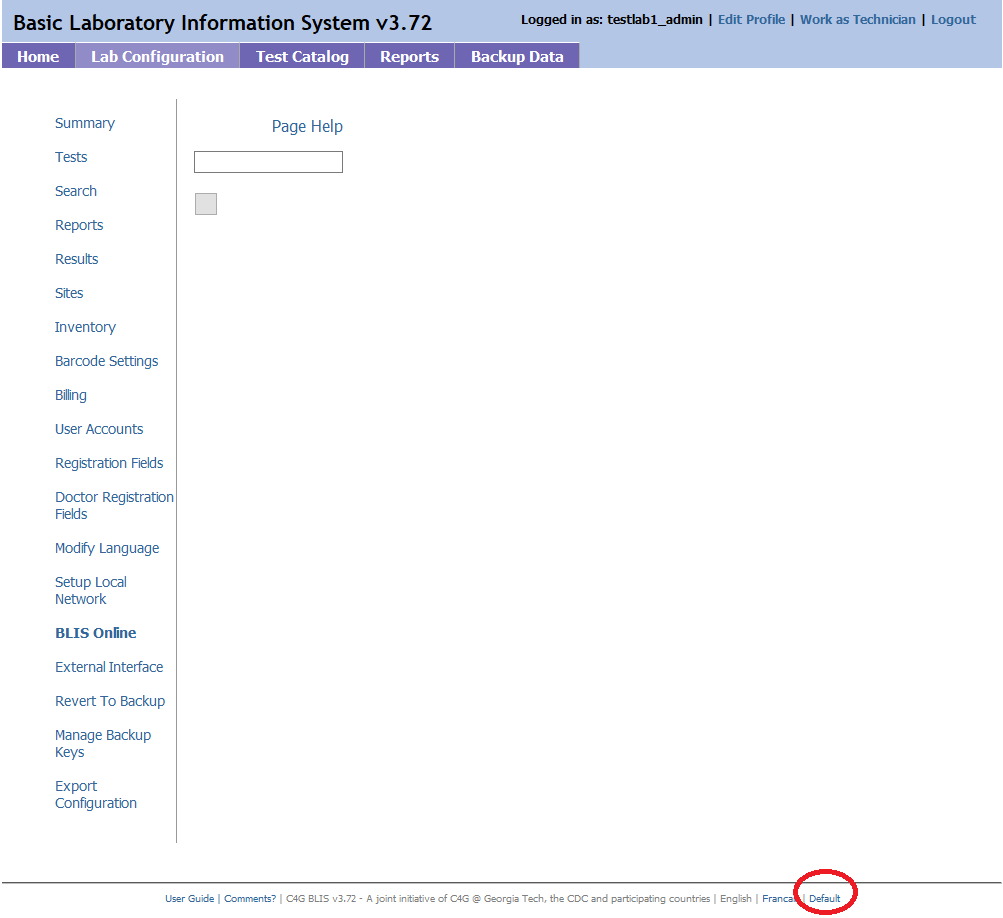 Basic Laboratory Information System v3.72
Logged in as: testlab1_admin | Edit Profile | Work as Technician | Logout
Home Lab Configuration Test Catalog Reports Backup Data
Page Help
Summary
Tests
Search
Reports
Results
Sites
Inventory
Barcode Settings
Billing
User Accounts
Registration Fields
Doctor Registration
Fields
Modify Language
Setup Local
Network
BLIS Online
External Interface
Revert To Backup
Manage Backup
Keys
Export
Configuration
User Guide | Comments? | C4G BLIS v3.72 - A joint initiative of C4G @ Georgia Tech, the CDC and participating countries | English | | Default